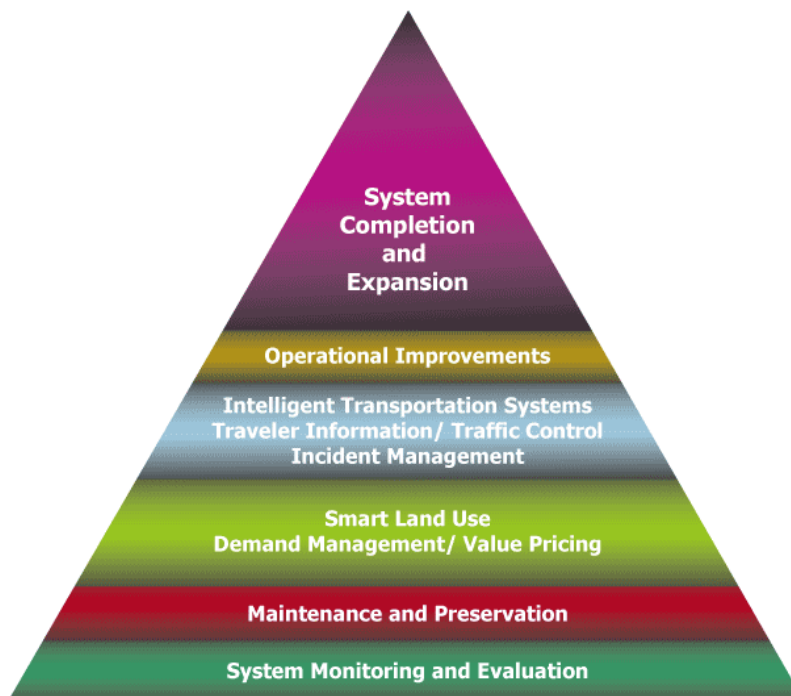 System
Completion
and
Expansion
Operational Improvements
Intelligent Transportation Systems
Traveler Information/ Traffic Control
Incident Management
Smart Land Use
Demand Management/ Value Pricing
Maintenance and Preservation
System Monitoring and Evaluation